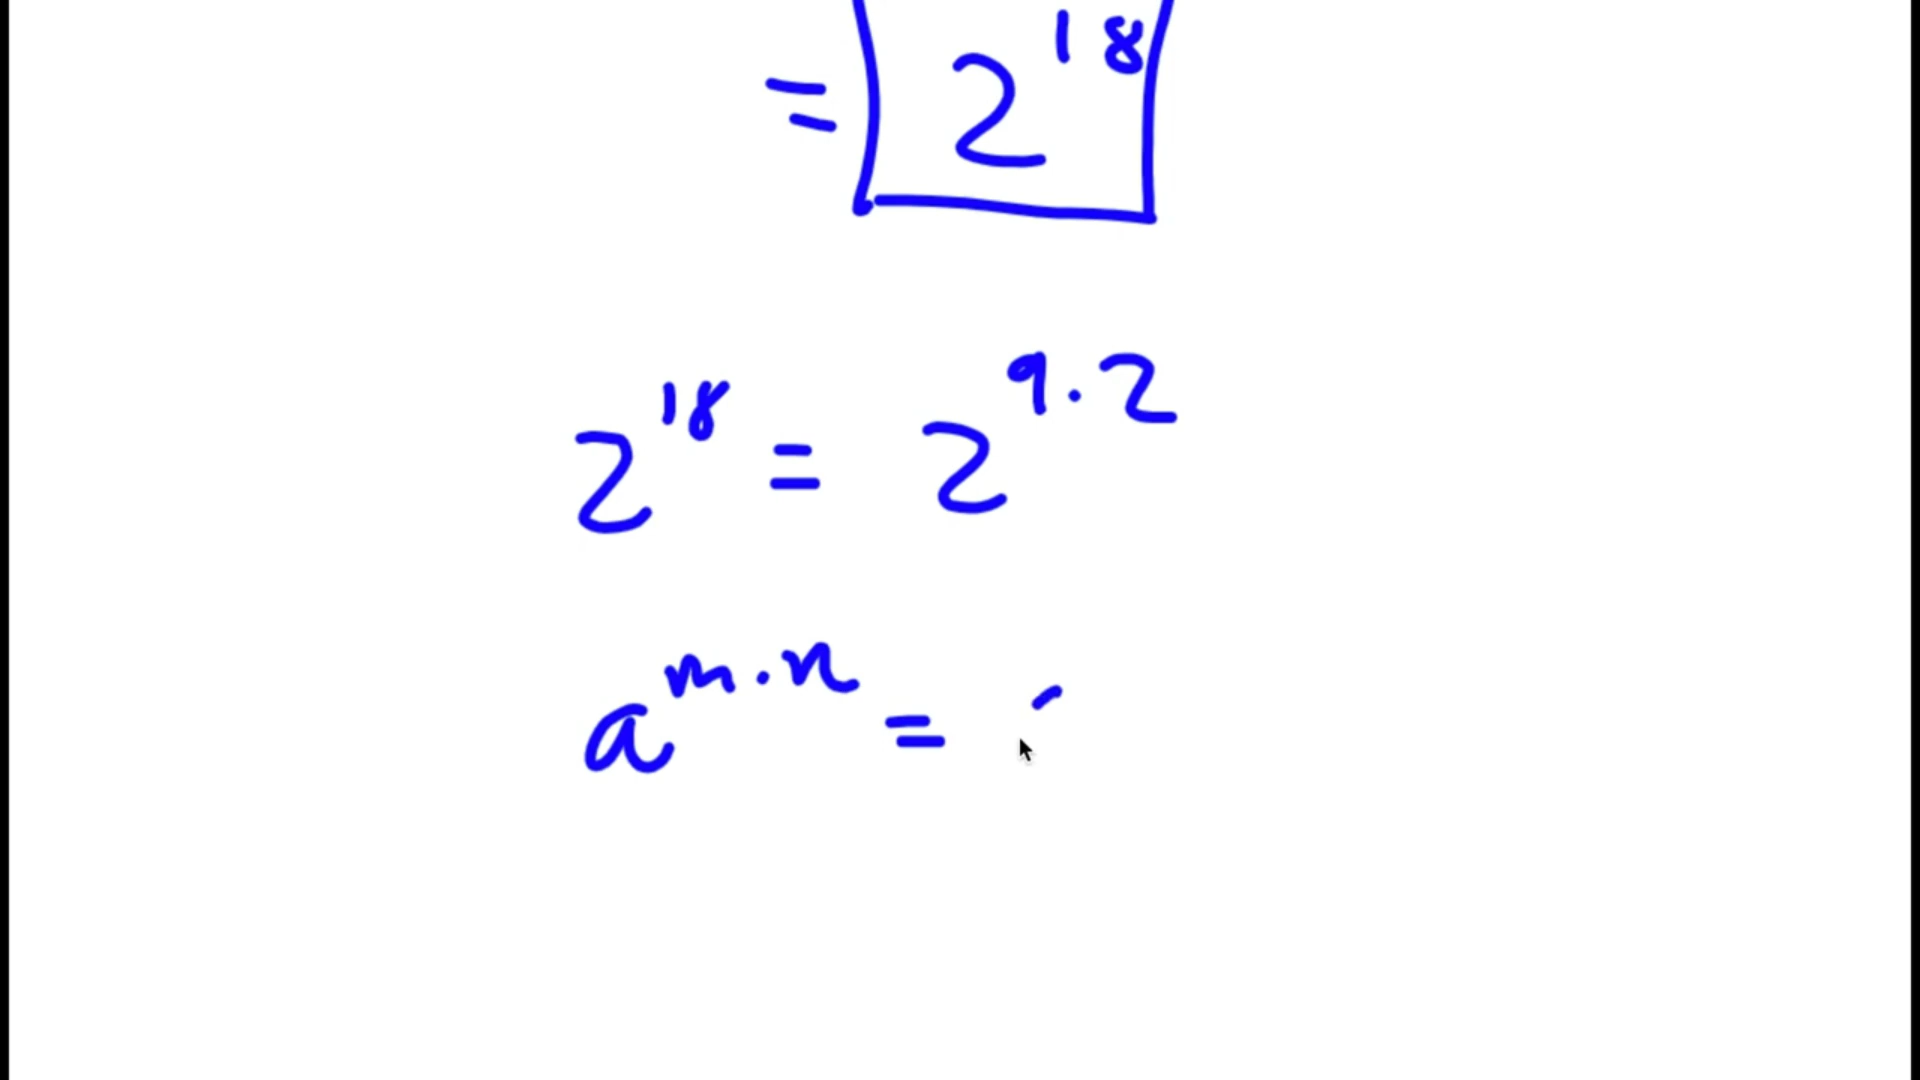 = 2^18
2^18 = 2^9·2
a^m·n =